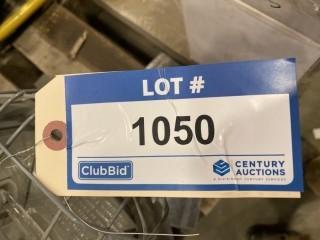 LOT #
1050
ClubBid
CENTURY
AUCTIONS